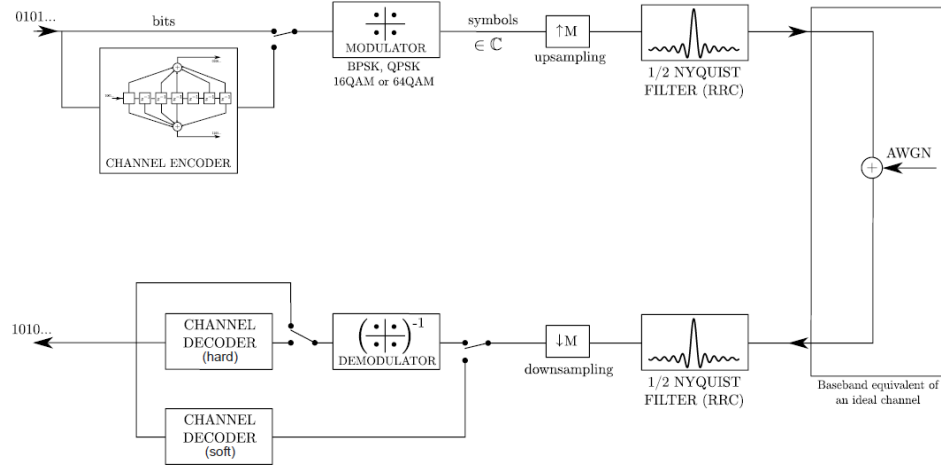 0101...
bits
CHANNEL ENCODER
MODULATOR
BPSK, QPSK
16QAM or 64QAM
symbols
∈ ℂ
↑M
upsampling
1/2 NYQUIST
FILTER (RRC)
AWGN
1010...
CHANNEL
DECODER
(hard)
-1
DEMODULATOR
↓M
downsampling
1/2 NYQUIST
FILTER (RRC)
Baseband equivalent of
an ideal channel
CHANNEL
DECODER
(soft)